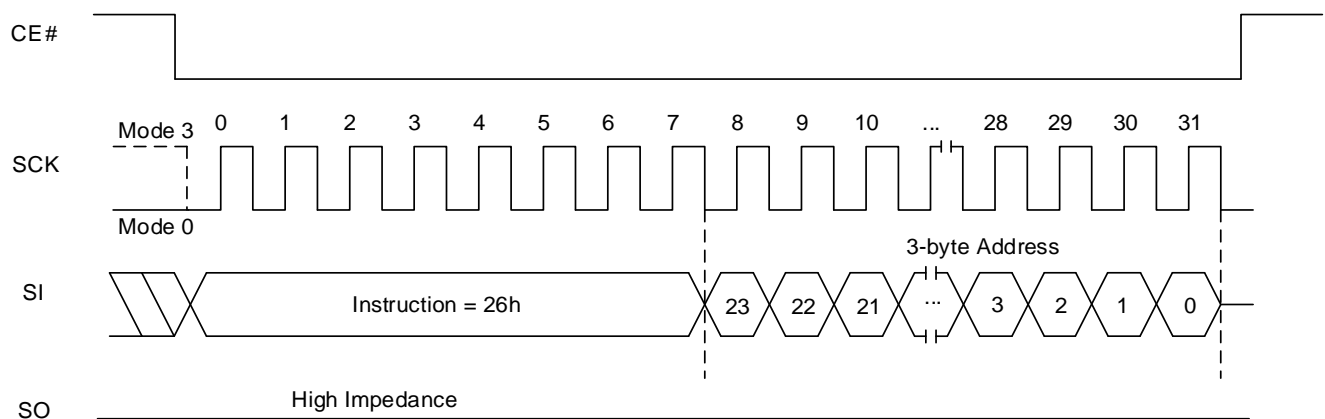 CE#
Mode 3
0 1 2 3 4 5 6 7 8 9 10 ... 28 29 30 31
SCK
Mode 0
3-byte Address
SI
Instruction = 26h
23 22 21 ... 3 2 1 0
High Impedance
SO